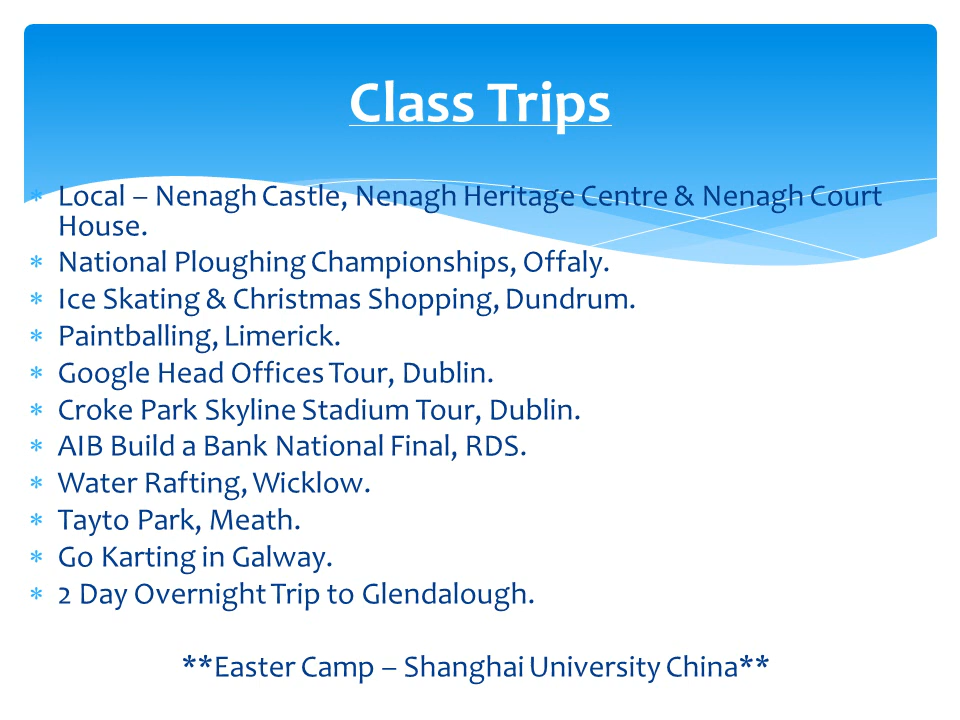 Class Trips
* Local – Nenagh Castle, Nenagh Heritage Centre & Nenagh Court
House.
* National Ploughing Championships, Offaly.
* Ice Skating & Christmas Shopping, Dundrum.
* Paintballing, Limerick.
* Google Head Offices Tour, Dublin.
* Croke Park Skyline Stadium Tour, Dublin.
* AIB Build a Bank National Final, RDS.
* Water Rafting, Wicklow.
* Tayto Park, Meath.
* Go Karting in Galway.
* 2 Day Overnight Trip to Glendalough.
**Easter Camp – Shanghai University China**